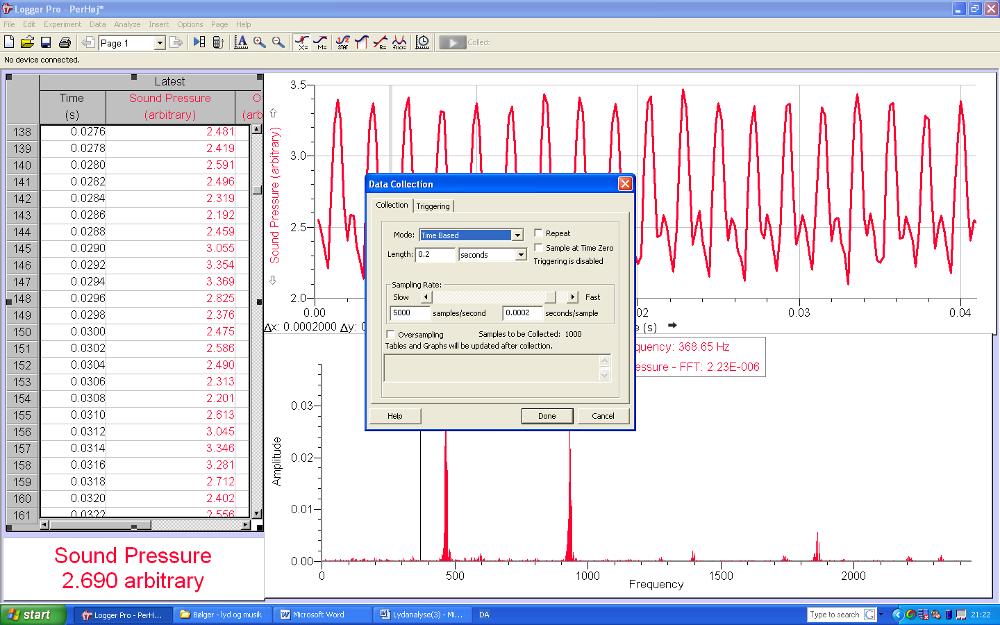 Logger Pro - PerHøj*
File Edit Experiment Data Analyze Insert Options Page Help
Page 1
X= M= STAT R= f(x)= Collect
No device connected.
Latest
Time Sound Pressure O
(s) (arbitrary) (arb
138 0.0276 2.481
139 0.0278 2.419
140 0.0280 2.591
141 0.0282 2.496
142 0.0284 2.319
143 0.0286 2.192
144 0.0288 2.459
145 0.0290 3.055
146 0.0292 3.354
147 0.0294 3.369
148 0.0296 2.825
149 0.0298 2.376
150 0.0300 2.475
151 0.0302 2.586
152 0.0304 2.490
153 0.0306 2.313
154 0.0308 2.201
155 0.0310 2.613
156 0.0312 3.045
157 0.0314 3.346
158 0.0316 3.281
159 0.0318 2.712
160 0.0320 2.402
161 0.0322 2.556
Sound Pressure
2.690 arbitrary
Sound Pressure (arbitrary)
3.5
3.0
2.5
2.0
0.00 02 0.03 0.04
e (s)
Δx: 0.0002000 Δy: 0
Data Collection
Collection Triggering
Mode: Time Based Repeat
Length: 0.2 seconds Sample at Time Zero
Triggering is disabled
Sampling Rate:
Slow Fast
5000 samples/second 0.0002 seconds/sample
Oversampling Samples to be Collected: 1000
Tables and Graphs will be updated after collection.
Help Done Cancel
quency: 368.65 Hz
essure - FFT: 2.23E-006
Amplitude
0.03
0.02
0.01
0.00
0 500 1000 1500 2000
Frequency
start Logger Pro - PerH... Bølger - lyd og musik Microsoft Word Lydanalyse(3) - Mi... DA Type to search 21:22